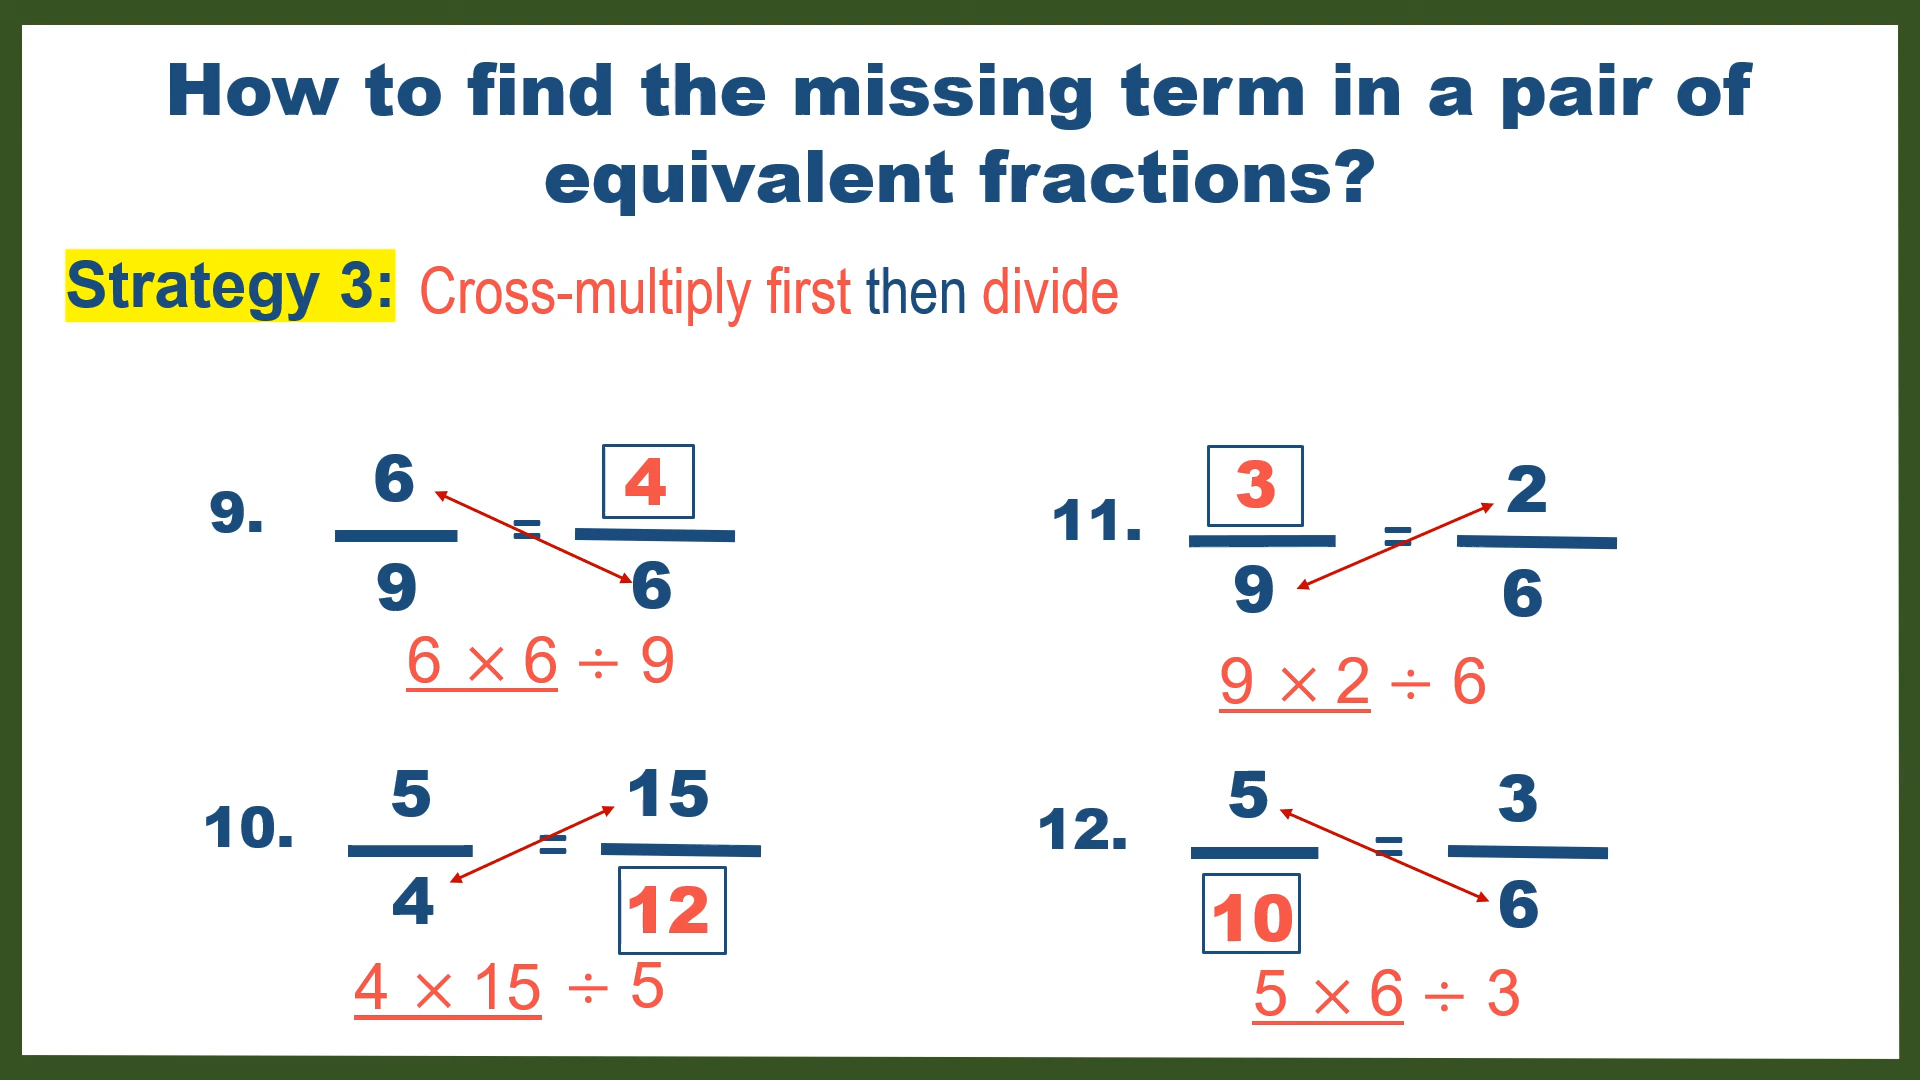 How to find the missing term in a pair of
equivalent fractions?
Strategy 3: Cross-multiply first then divide
9. 6/9 = 4/6
6 × 6 ÷ 9
11. 3/9 = 2/6
9 × 2 ÷ 6
10. 5/4 = 15/12
4 × 15 ÷ 5
12. 5/10 = 3/6
5 × 6 ÷ 3